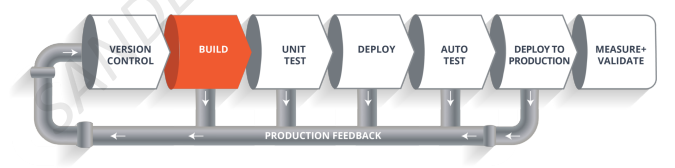 VERSION
CONTROL
BUILD
UNIT
TEST
DEPLOY
AUTO
TEST
DEPLOY TO
PRODUCTION
MEASURE+
VALIDATE
PRODUCTION FEEDBACK